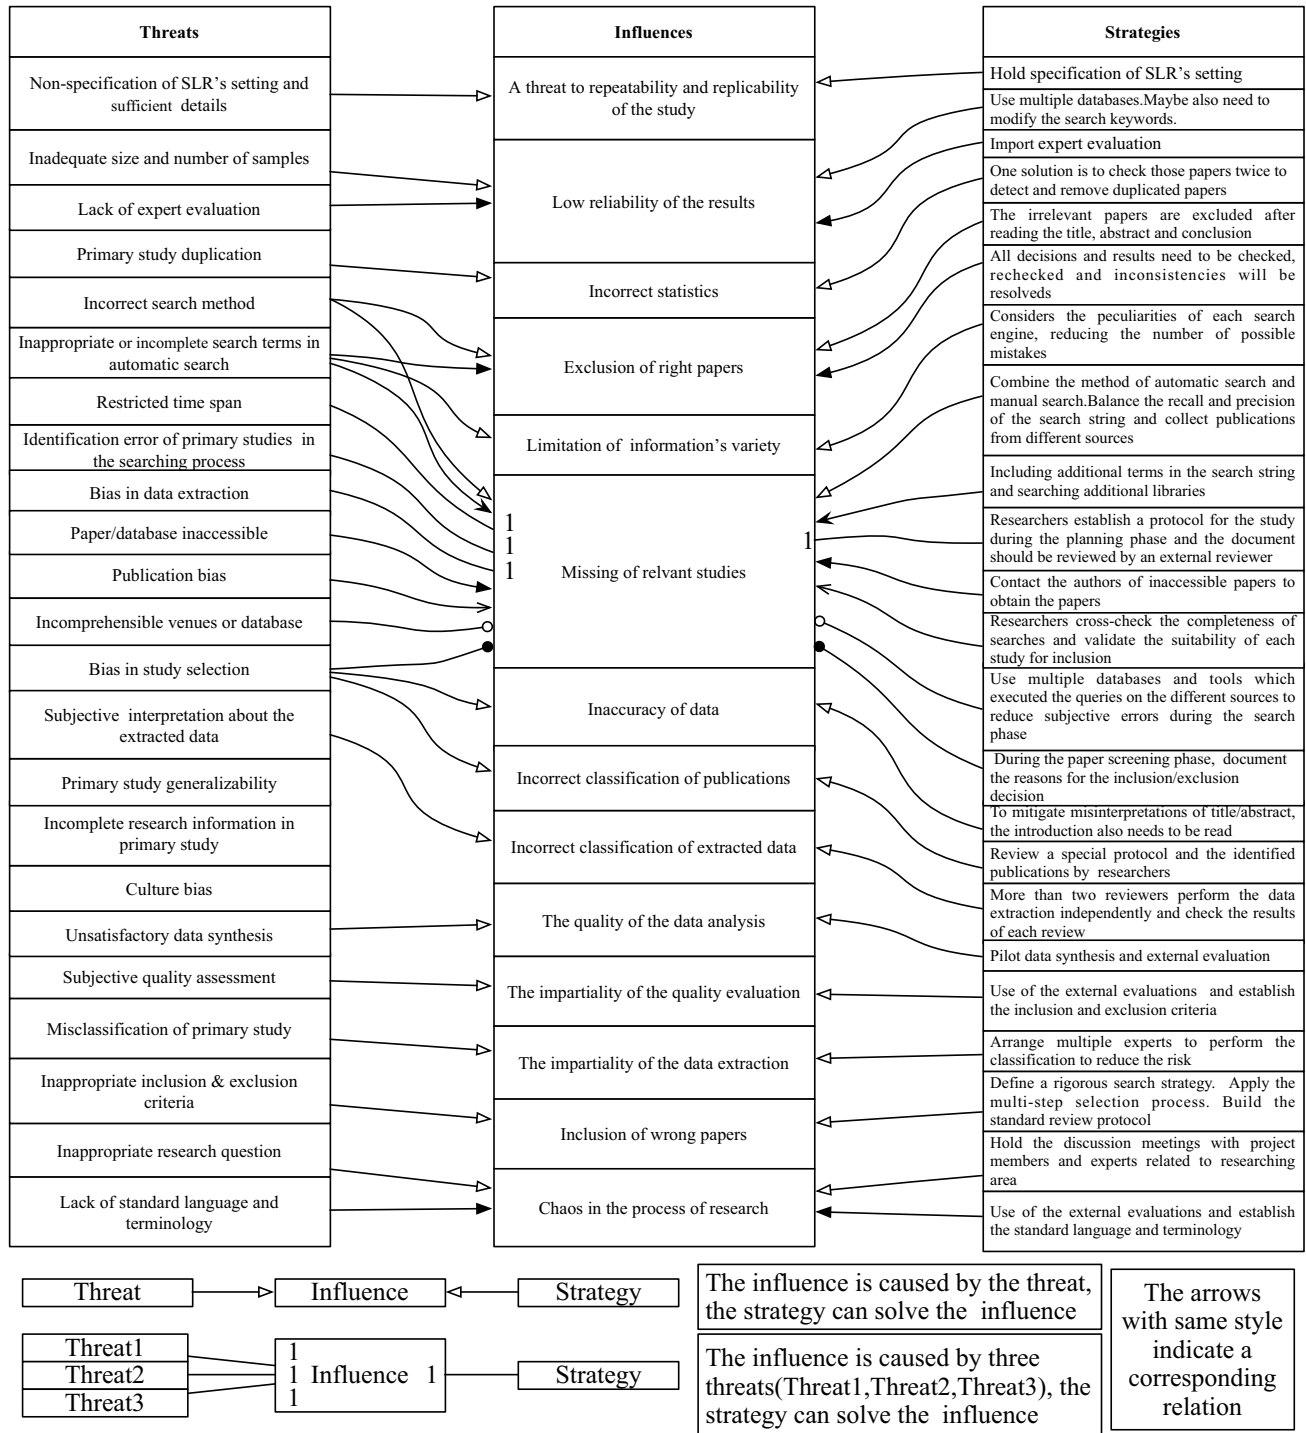 Threats
Non-specification of SLR's setting and
sufficient details
Inadequate size and number of samples
Lack of expert evaluation
Primary study duplication
Incorrect search method
Inappropriate or incomplete search terms in
automatic search
Restricted time span
Identification error of primary studies in
the searching process
Bias in data extraction
Paper/database inaccessible
Publication bias
Incomprehensible venues or database
Bias in study selection
Subjective interpretation about the
extracted data
Primary study generalizability
Incomplete research information in
primary study
Culture bias
Unsatisfactory data synthesis
Subjective quality assessment
Misclassification of primary study
Inappropriate inclusion & exclusion
criteria
Inappropriate research question
Lack of standard language and
terminology
Influences
A threat to repeatability and replicability
of the study
Low reliability of the results
Incorrect statistics
Exclusion of right papers
Limitation of information's variety
1
1
1
Missing of relvant studies
1
Inaccuracy of data
Incorrect classification of publications
Incorrect classification of extracted data
The quality of the data analysis
The impartiality of the quality evaluation
The impartiality of the data extraction
Inclusion of wrong papers
Chaos in the process of research
Strategies
Hold specification of SLR's setting
Use multiple databases.Maybe also need to
modify the search keywords.
Import expert evaluation
One solution is to check those papers twice to
detect and remove duplicated papers
The irrelevant papers are excluded after
reading the title, abstract and conclusion
All decisions and results need to be checked,
rechecked and inconsistencies will be
resolveds
Considers the peculiarities of each search
engine, reducing the number of possible
mistakes
Combine the method of automatic search and
manual search.Balance the recall and precision
of the search string and collect publications
from different sources
Including additional terms in the search string
and searching additional libraries
Researchers establish a protocol for the study
during the planning phase and the document
should be reviewed by an external reviewer
Contact the authors of inaccessible papers to
obtain the papers
Researchers cross-check the completeness of
searches and validate the suitability of each
study for inclusion
Use multiple databases and tools which
executed the queries on the different sources to
reduce subjective errors during the search
phase
During the paper screening phase, document
the reasons for the inclusion/exclusion
decision
To mitigate misinterpretations of title/abstract,
the introduction also needs to be read
Review a special protocol and the identified
publications by researchers
More than two reviewers perform the data
extraction independently and check the results
of each review
Pilot data synthesis and external evaluation
Use of the external evaluations and establish
the inclusion and exclusion criteria
Arrange multiple experts to perform the
classification to reduce the risk
Define a rigorous search strategy. Apply the
multi-step selection process. Build the
standard review protocol
Hold the discussion meetings with project
members and experts related to researching
area
Use of the external evaluations and establish
the standard language and terminology
Threat
Influence
Strategy
Threat1
Threat2
Threat3
1
1 Influence 1
1
Strategy
The influence is caused by the threat,
the strategy can solve the influence
The influence is caused by three
threats(Threat1,Threat2,Threat3), the
strategy can solve the influence
The arrows
with same style
indicate a
corresponding
relation